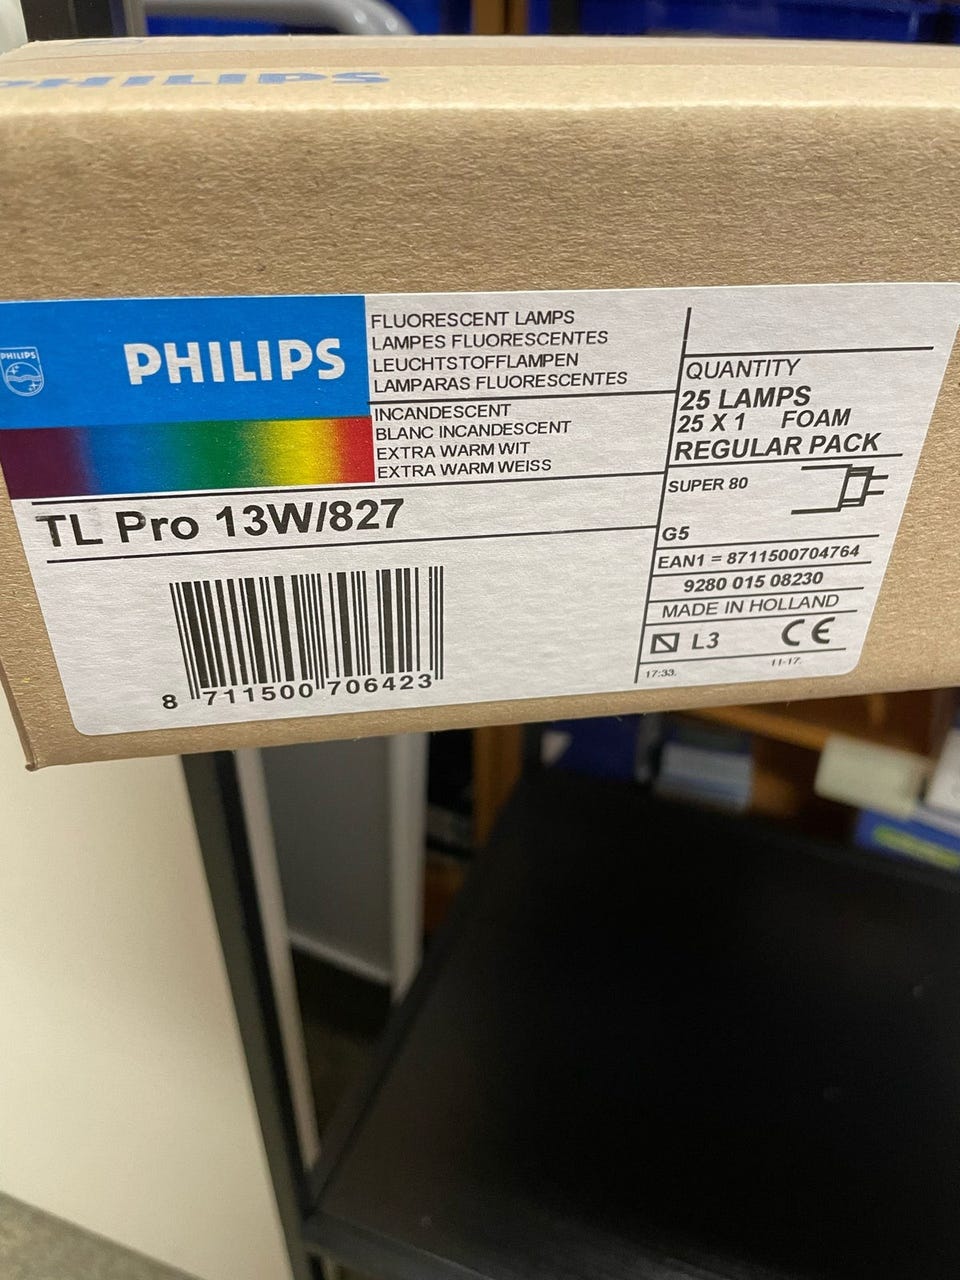 PHILIPS
PHILIPS
PHILIPS
FLUORESCENT LAMPS
LAMPES FLUORESCENTES
LEUCHTSTOFFLAMPEN
LAMPARAS FLUORESCENTES
INCANDESCENT
BLANC INCANDESCENT
EXTRA WARM WIT
EXTRA WARM WEISS
TL Pro 13W/827
8 711500 706423
QUANTITY
25 LAMPS
25 X 1 FOAM
REGULAR PACK
SUPER 80
G5
EAN1 = 8711500704764
9280 015 08230
MADE IN HOLLAND
L3 CE
17:33. 11-17.